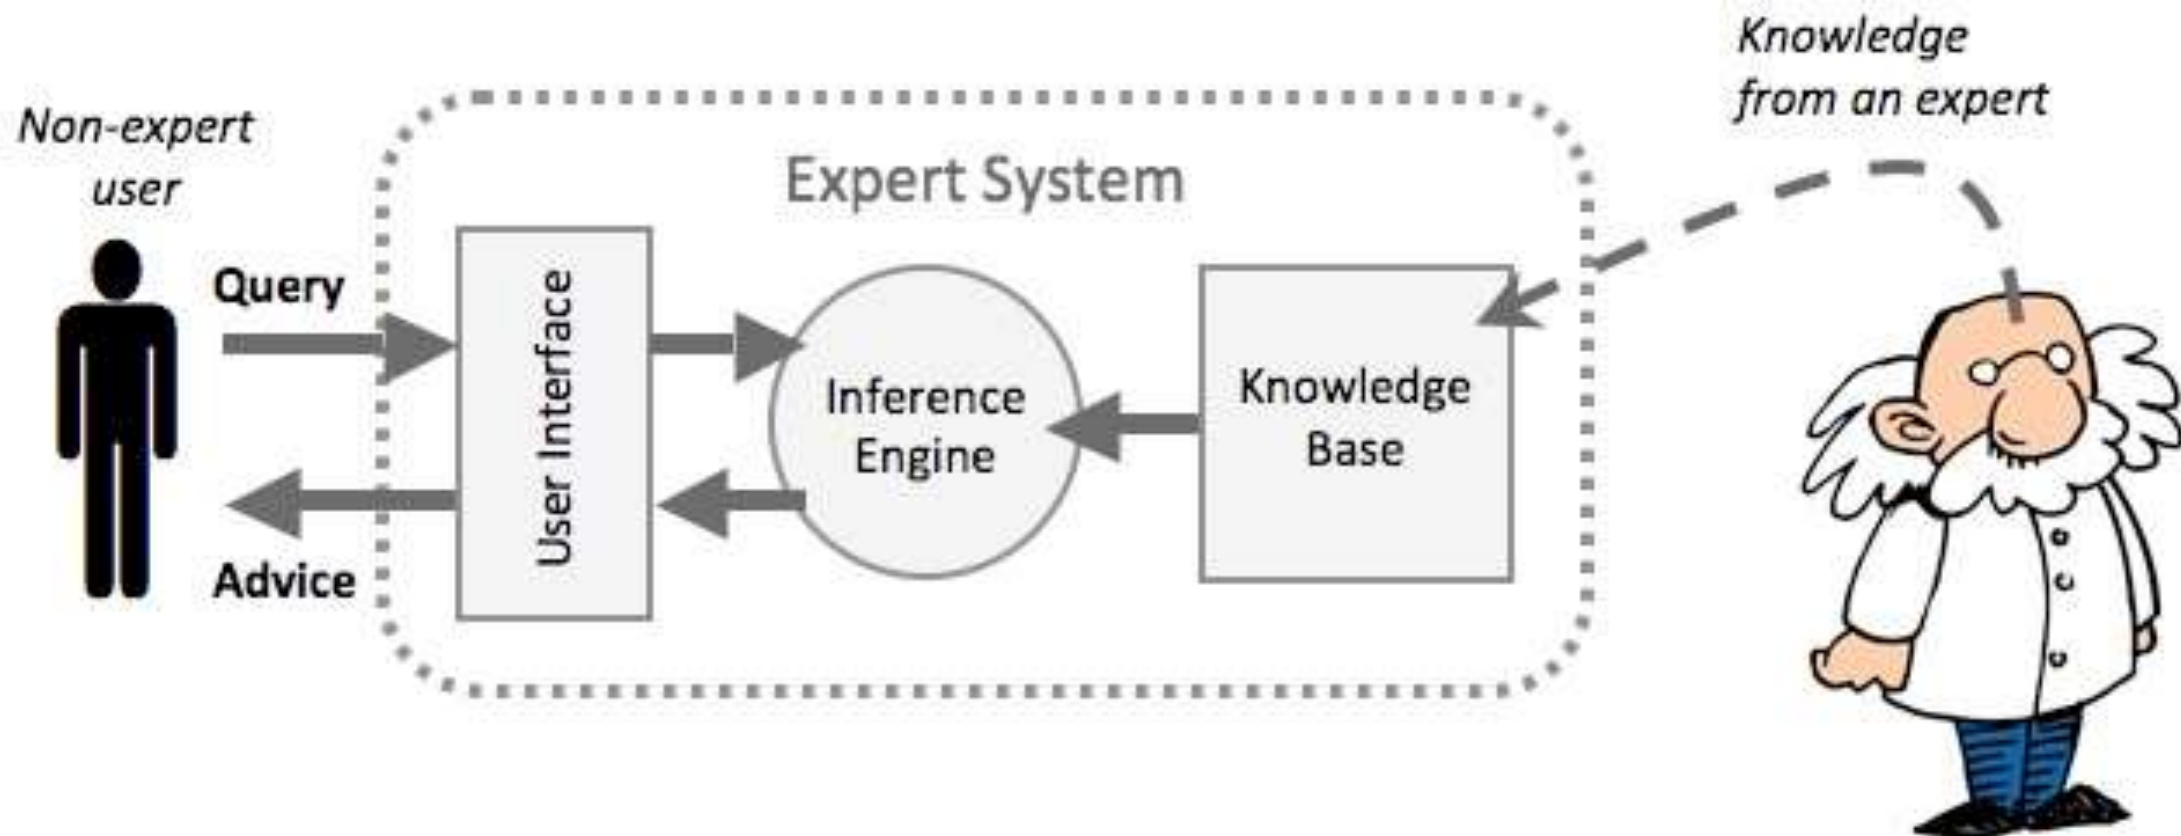 Knowledge
from an expert
Non-expert
user
Expert System
Query
User Interface
Inference
Engine
Knowledge
Base
Advice